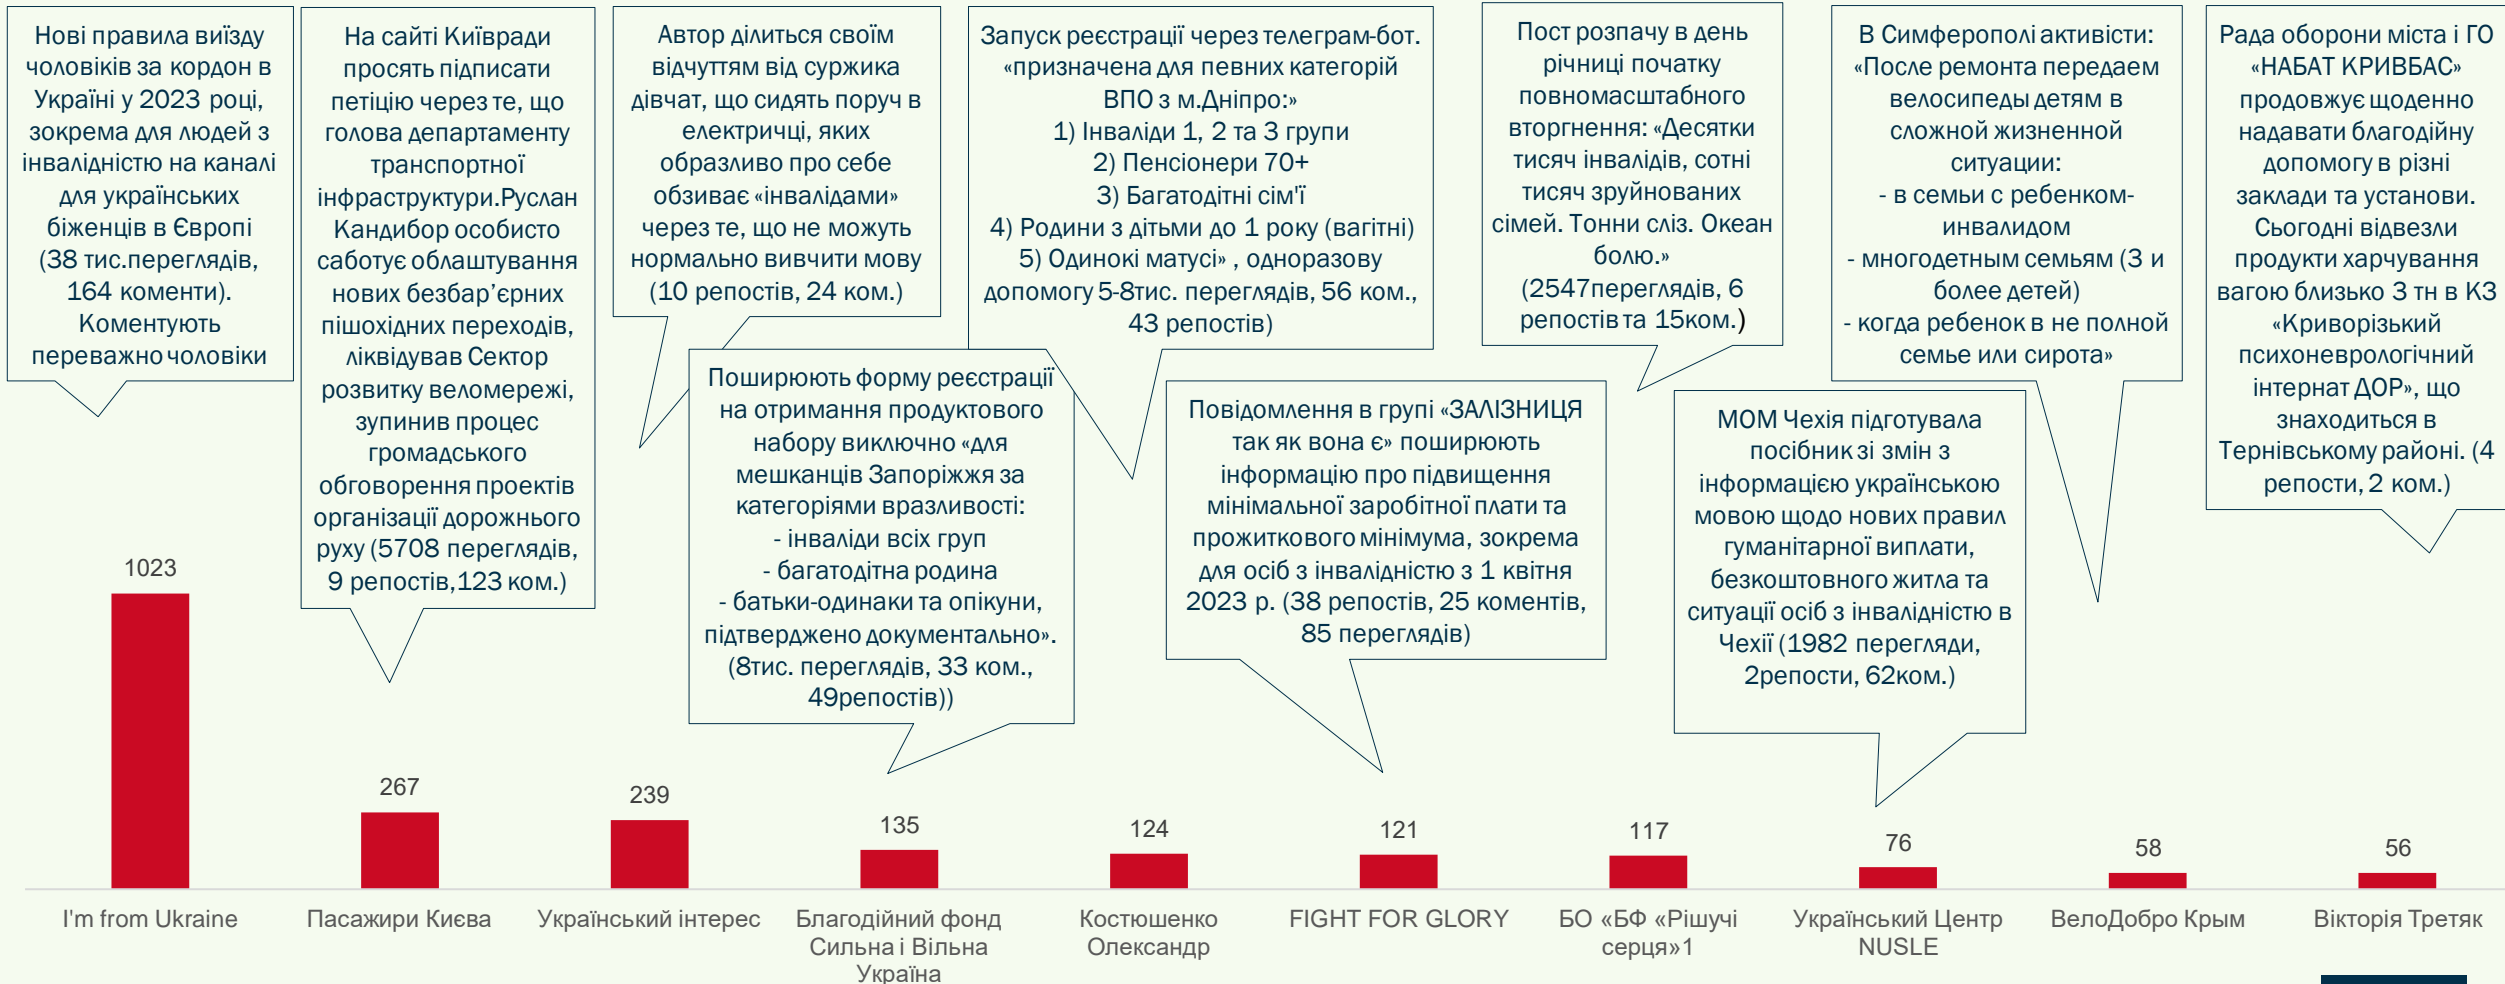 Нові правила виїзду
чоловіків за кордон в
Україні у 2023 році,
зокрема для людей з
інвалідністю на каналі
для українських
біженців в Європі
(38 тис.переглядів,
164 коменти).
Коментують
переважно чоловіки
На сайті Київради
просять підписати
петицію через те, що
голова департаменту
транспортної
інфраструктури.Руслан
Кандибор особисто
саботує облаштування
нових безбар’єрних
пішохідних переходів,
ліквідував Сектор
розвитку веломережі,
зупинив процес
громадського
обговорення проектів
організації дорожнього
руху (5708 переглядів,
9 репостів,123 ком.)
Автор ділиться своїм
відчуттям від суржика
дівчат, що сидять поруч в
електричці, яких
образливо про себе
обзиває «інвалідами»
через те, що не можуть
нормально вивчити мову
(10 репостів, 24 ком.)
Поширюють форму реєстрації
на отримання продуктового
набору виключно «для
мешканців Запоріжжя за
категоріями вразливості:
- інваліди всіх груп
- багатодітна родина
- батьки-одинаки та опікуни,
підтверджено документально».
(8тис. переглядів, 33 ком.,
49репостів))
Запуск реєстрації через телеграм-бот.
«призначена для певних категорій
ВПО з м.Дніпро:»
1) Інваліди 1, 2 та 3 групи
2) Пенсіонери 70+
3) Багатодітні сім'ї
4) Родини з дітьми до 1 року (вагітні)
5) Одинокі матусі» , одноразову
допомогу 5-8тис. переглядів, 56 ком.,
43 репостів)
Повідомлення в групі «ЗАЛІЗНИЦЯ
так як вона є» поширюють
інформацію про підвищення
мінімальної заробітної плати та
прожиткового мінімума, зокрема
для осіб з інвалідністю з 1 квітня
2023 р. (38 репостів, 25 коментів,
85 переглядів)
Пост розпачу в день
річниці початку
повномасштабного
вторгнення: «Десятки
тисяч інвалідів, сотні
тисяч зруйнованих
сімей. Тонни сліз. Океан
болю.»
(2547переглядів, 6
репостів та 15ком.)
МОМ Чехія підготувала
посібник зі змін з
інформацією українською
мовою щодо нових правил
гуманітарної виплати,
безкоштовного житла та
ситуації осіб з інвалідністю в
Чехії (1982 перегляди,
2репости, 62ком.)
В Симферополі активісти:
«После ремонта передаем
велосипеды детям в
сложной жизненной
ситуации:
- в семьи с ребенком-
инвалидом
- многодетным семьям (3 и
более детей)
- когда ребенок в не полной
семье или сирота»
Рада оборони міста і ГО
«НАБАТ КРИВБАС»
продовжує щоденно
надавати благодійну
допомогу в різні
заклади та установи.
Сьогодні відвезли
продукти харчування
вагою близько 3 тн в КЗ
«Криворізький
психоневрологічний
інтернат ДОР», що
знаходиться в
Тернівському районі. (4
репости, 2 ком.)
1023
267
239
135
124
121
117
76
58
56
I'm from Ukraine
Пасажири Києва
Український інтерес
Благодійний фонд
Сильна і Вільна
Україна
Костюшенко
Олександр
FIGHT FOR GLORY
БО «БФ «Рішучі
серця»1
Український Центр
NUSLE
ВелоДобро Крым
Вікторія Третяк